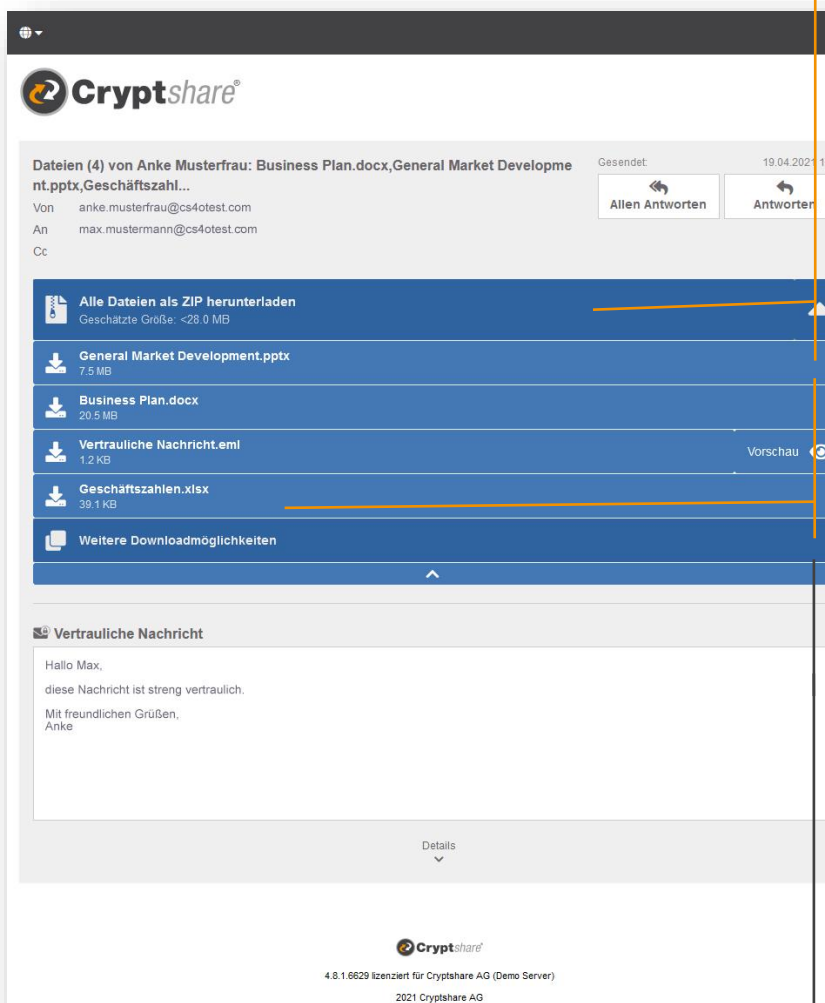 Cryptshare®
Dateien (4) von Anke Musterfrau: Business Plan.docx,General Market Developme
nt.pptx,Geschäftszahl...
Gesendet: 19.04.2021 1
Von anke.musterfrau@cs4otest.com
An max.mustermann@cs4otest.com
Cc
Allen Antworten
Antworten
Alle Dateien als ZIP herunterladen
Geschätzte Größe: <28.0 MB
General Market Development.pptx
7.5 MB
Business Plan.docx
20.5 MB
Vertrauliche Nachricht.eml
1.2 KB
Vorschau
Geschäftszahlen.xlsx
39.1 KB
Weitere Downloadmöglichkeiten
Vertrauliche Nachricht
Hallo Max,
diese Nachricht ist streng vertraulich.
Mit freundlichen Grüßen,
Anke
Details
Cryptshare®
4.8.1.6629 lizenziert für Cryptshare AG (Demo Server)
2021 Cryptshare AG